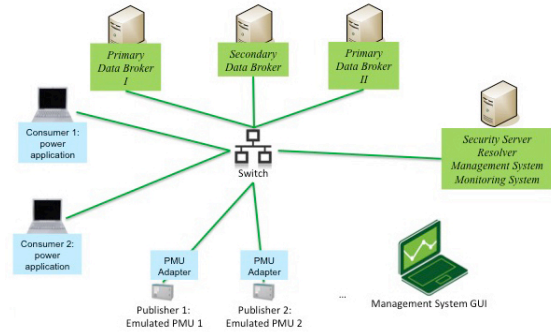 Primary
Data Broker
I
Secondary
Data Broker
Primary
Data Broker
II
Consumer 1:
power
application
Security Server
Resolver
Management System
Monitoring System
Switch
Consumer 2:
power
application
PMU
Adapter
PMU
Adapter
Publisher 1:
Emulated PMU 1
Publisher 2:
Emulated PMU 2
...
Management System GUI